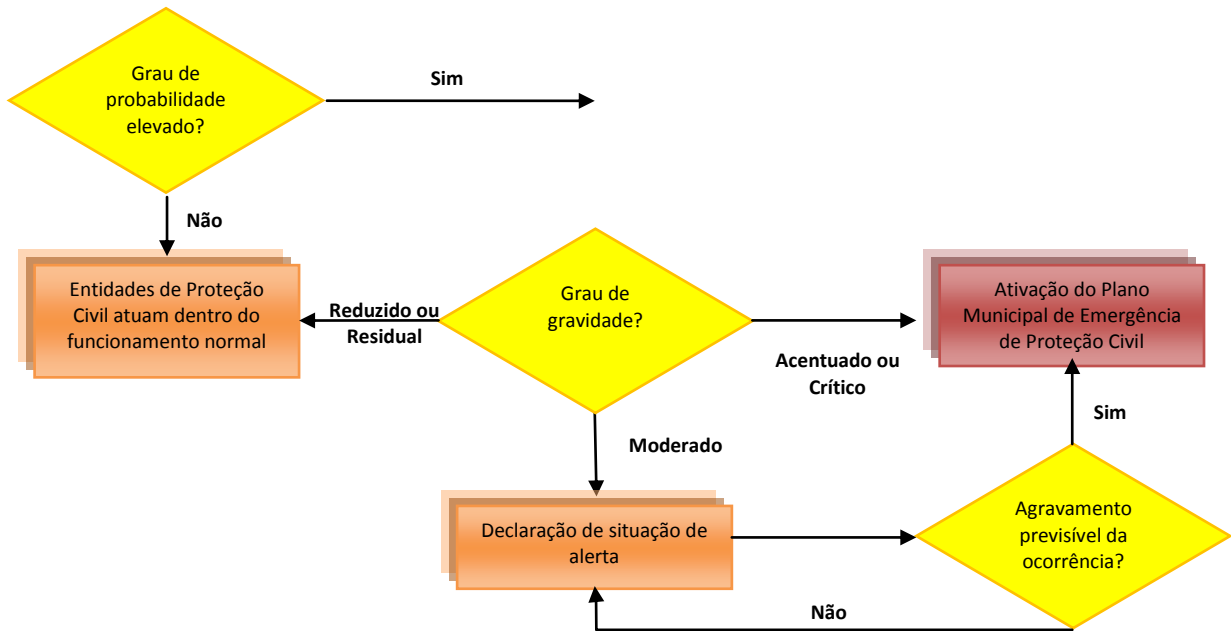 Grau de
probabilidade
elevado?
Sim
Não
Entidades de Proteção
Civil atuam dentro do
funcionamento normal
Reduzido ou
Residual
Grau de
gravidade?
Acentuado ou
Crítico
Ativação do Plano
Municipal de Emergência
de Proteção Civil
Sim
Moderado
Declaração de situação de
alerta
Agravamento
previsível da
ocorrência?
Não